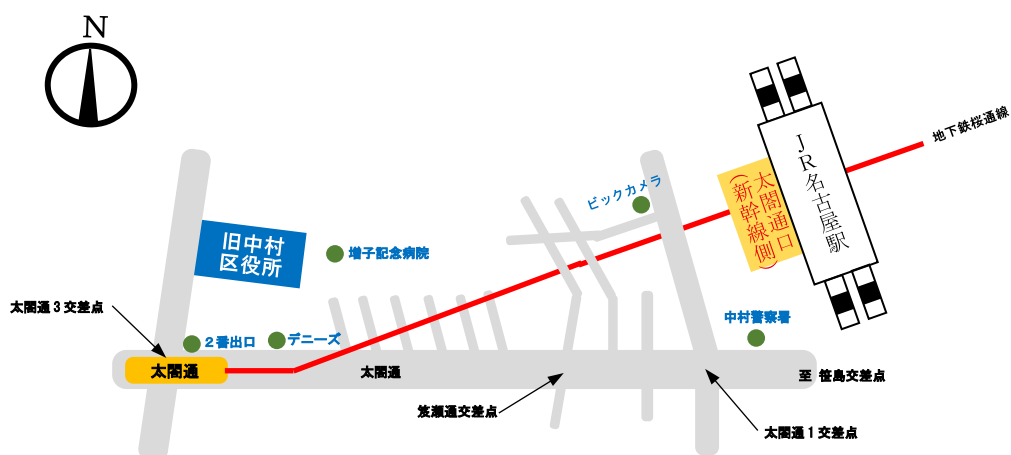 N
地下鉄桜通線
JR名古屋駅
太閤通口
(新幹線側)
ビックカメラ
旧中村
区役所
増子記念病院
太閤通3交差点
2番出口
デニーズ
中村警察署
太閤通
太閤通
至 笹島交差点
笈瀬通交差点
太閤通1交差点